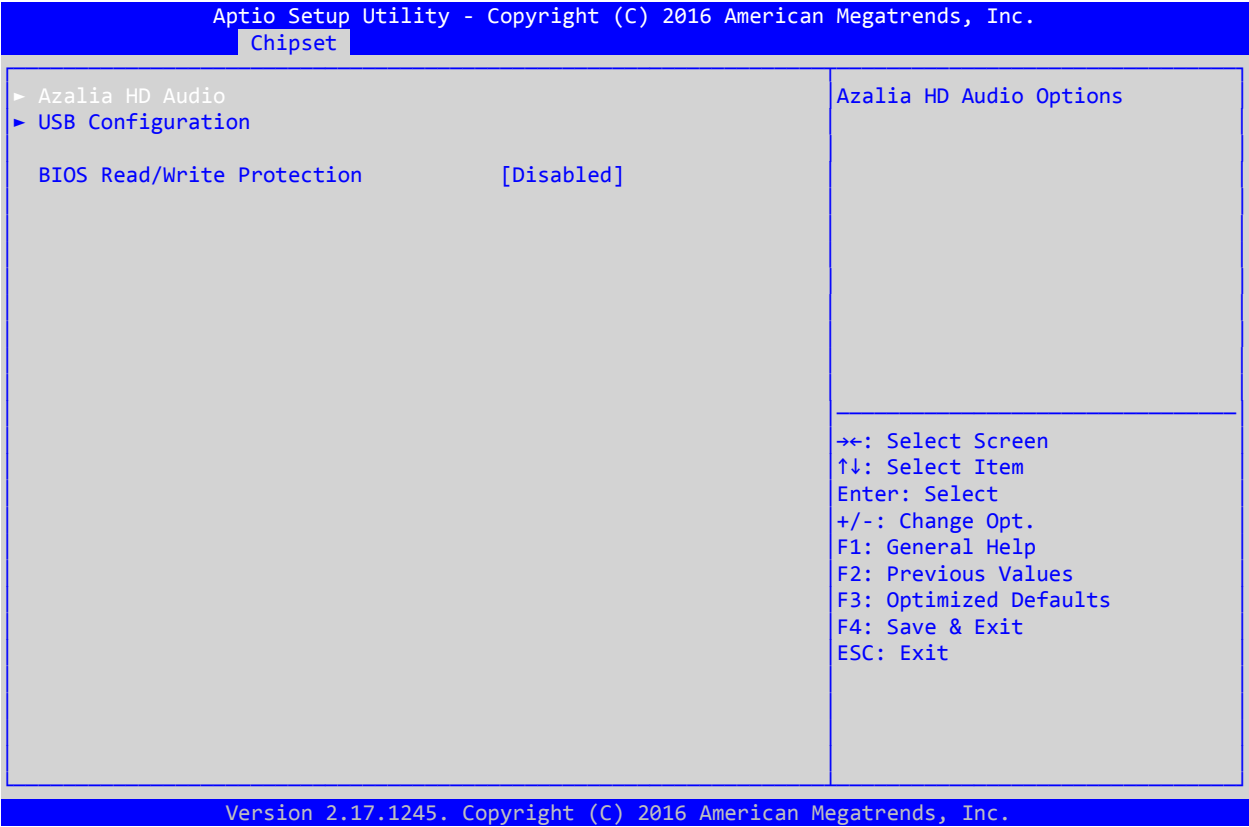 Aptio Setup Utility - Copyright (C) 2016 American Megatrends, Inc.
Chipset
► Azalia HD Audio
► USB Configuration
BIOS Read/Write Protection [Disabled]
Azalia HD Audio Options
→←: Select Screen
↑↓: Select Item
Enter: Select
+/-: Change Opt.
F1: General Help
F2: Previous Values
F3: Optimized Defaults
F4: Save & Exit
ESC: Exit
Version 2.17.1245. Copyright (C) 2016 American Megatrends, Inc.